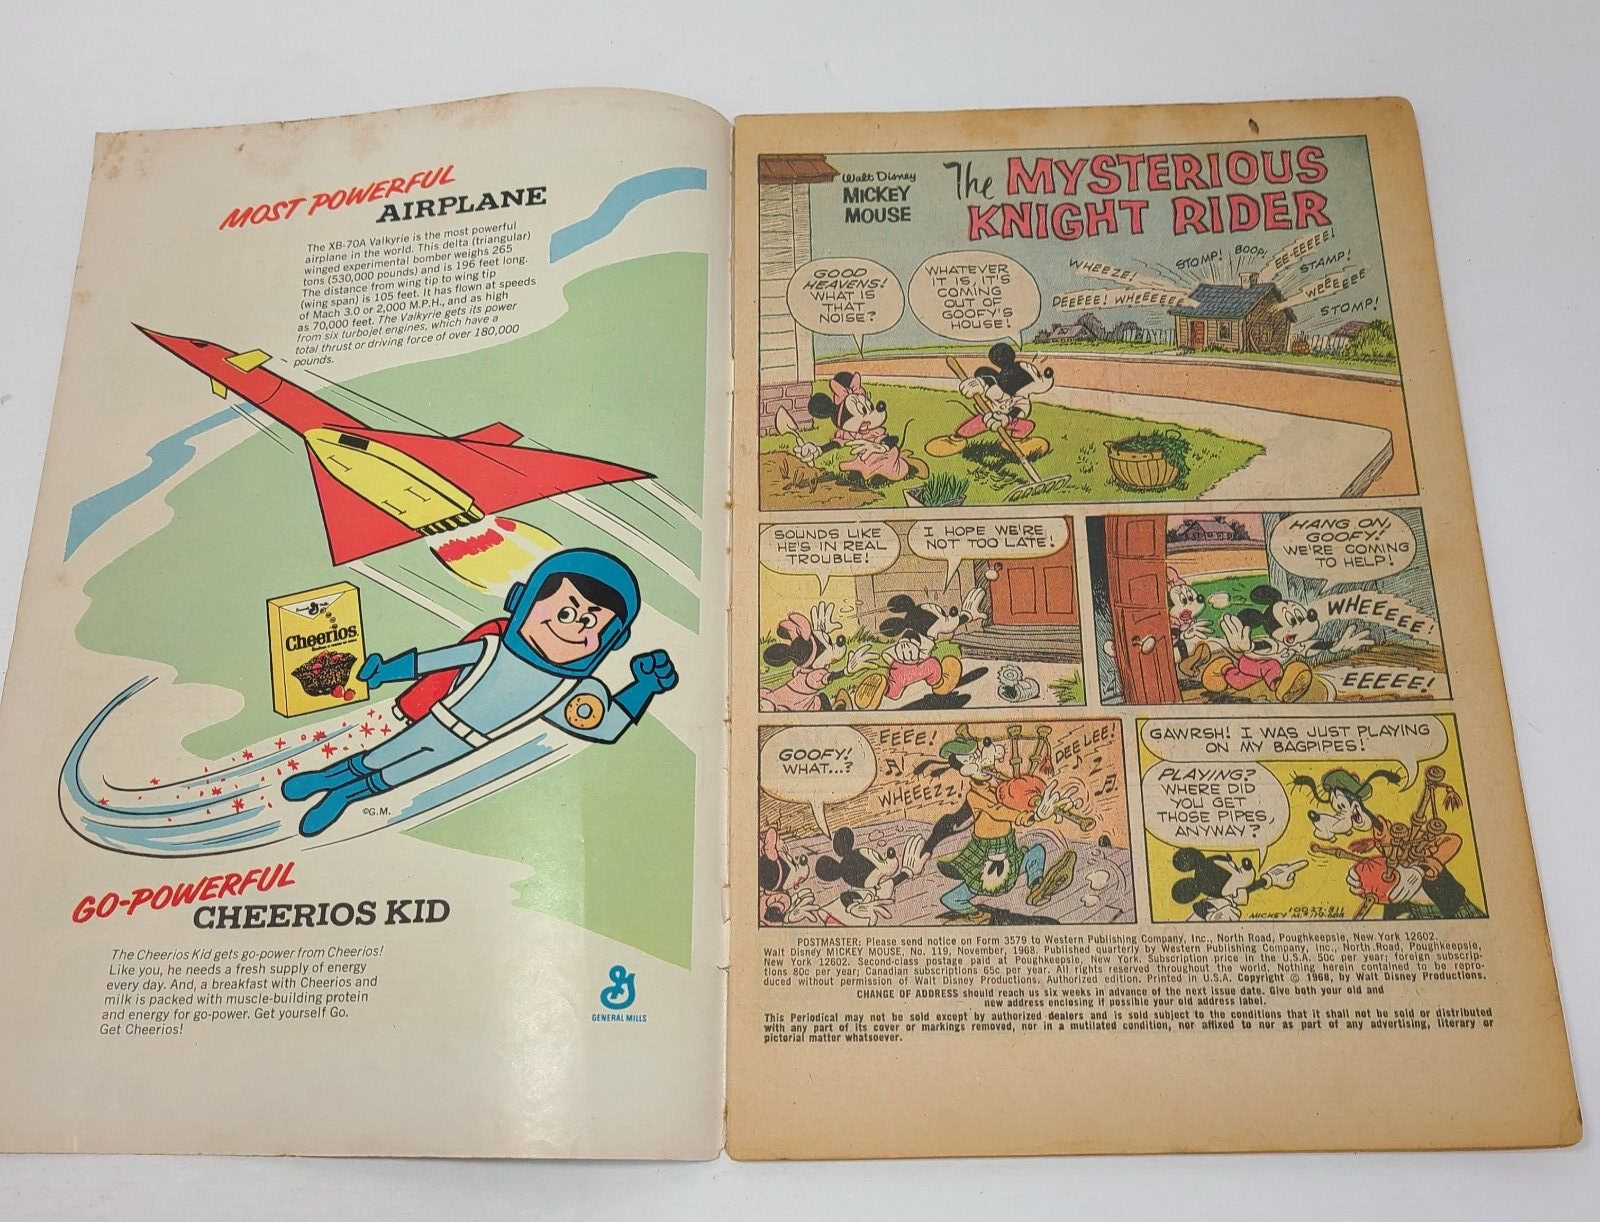 MOST POWERFUL
AIRPLANE
The XB-70A Valkyrie is the most powerful
airplane in the world. This delta (triangular)
winged experimental bomber weighs 265
tons (530,000 pounds) and is 196 feet long.
The distance from wing tip to wing tip
(wing span) is 105 feet. It has flown at speeds
of Mach 3.0 or 2,000 M.P.H., and as high
as 70,000 feet. The Valkyrie gets its power
from six turbojet engines, which have a
total thrust or driving force of over 180,000
pounds.
Cheerios
©G.M.
GO-POWERFUL
CHEERIOS KID
The Cheerios Kid gets go-power from Cheerios!
Like you, he needs a fresh supply of energy
every day. And, a breakfast with Cheerios and
milk is packed with muscle-building protein
and energy for go-power. Get yourself Go.
Get Cheerios!
G
GENERAL MILLS
Walt Disney
MICKEY
MOUSE
The MYSTERIOUS
KNIGHT RIDER
GOOD
HEAVENS!
WHAT IS
THAT
NOISE?
WHATEVER
IT IS, IT'S
COMING
OUT OF
GOOFY'S
HOUSE!
WHEEZE!
STOMP!
BOOP!
EE-EEEEE!
STAMP!
DEEEEE! WHEEEEEE
WEEEEEE
STOMP!
SOUNDS LIKE
HE'S IN REAL
TROUBLE!
I HOPE WE'RE
NOT TOO LATE!
HANG ON,
GOOFY!
WE'RE COMING
TO HELP!
WHEEEEE!
EEEEE!
GOOFY!
WHAT...?
EEEE!
WHEEEZZ!
DEE LEE!
GAWRSH! I WAS JUST PLAYING
ON MY BAGPIPES!
PLAYING?
WHERE DID
YOU GET
THOSE PIPES,
ANYWAY?
10027-811
POSTMASTER: Please send notice on Form 3579 to Western Publishing Company, Inc., North Road, Poughkeepsie, New York 12602.
Walt Disney MICKEY MOUSE, No. 119, November, 1968. Published quarterly by Western Publishing Company, Inc., North Road, Poughkeepsie,
New York 12602. Second-class postage paid at Poughkeepsie, New York. Subscription price in the U.S.A. 50c per year; foreign subscrip-
tions 80c per year; Canadian subscriptions 65c per year. All rights reserved throughout the world. Nothing herein contained to be repro-
duced without permission of Walt Disney Productions. Authorized edition. Printed in U.S.A. Copyright © 1968, by Walt Disney Productions.
CHANGE OF ADDRESS should reach us six weeks in advance of the next issue date. Give both your old and
new address enclosing if possible your old address label.
This Periodical may not be sold except by authorized dealers and is sold subject to the conditions that it shall not be sold or distributed
with any part of its cover or markings removed, nor in a mutilated condition, nor affixed to nor as part of any advertising, literary or
pictorial matter whatsoever.